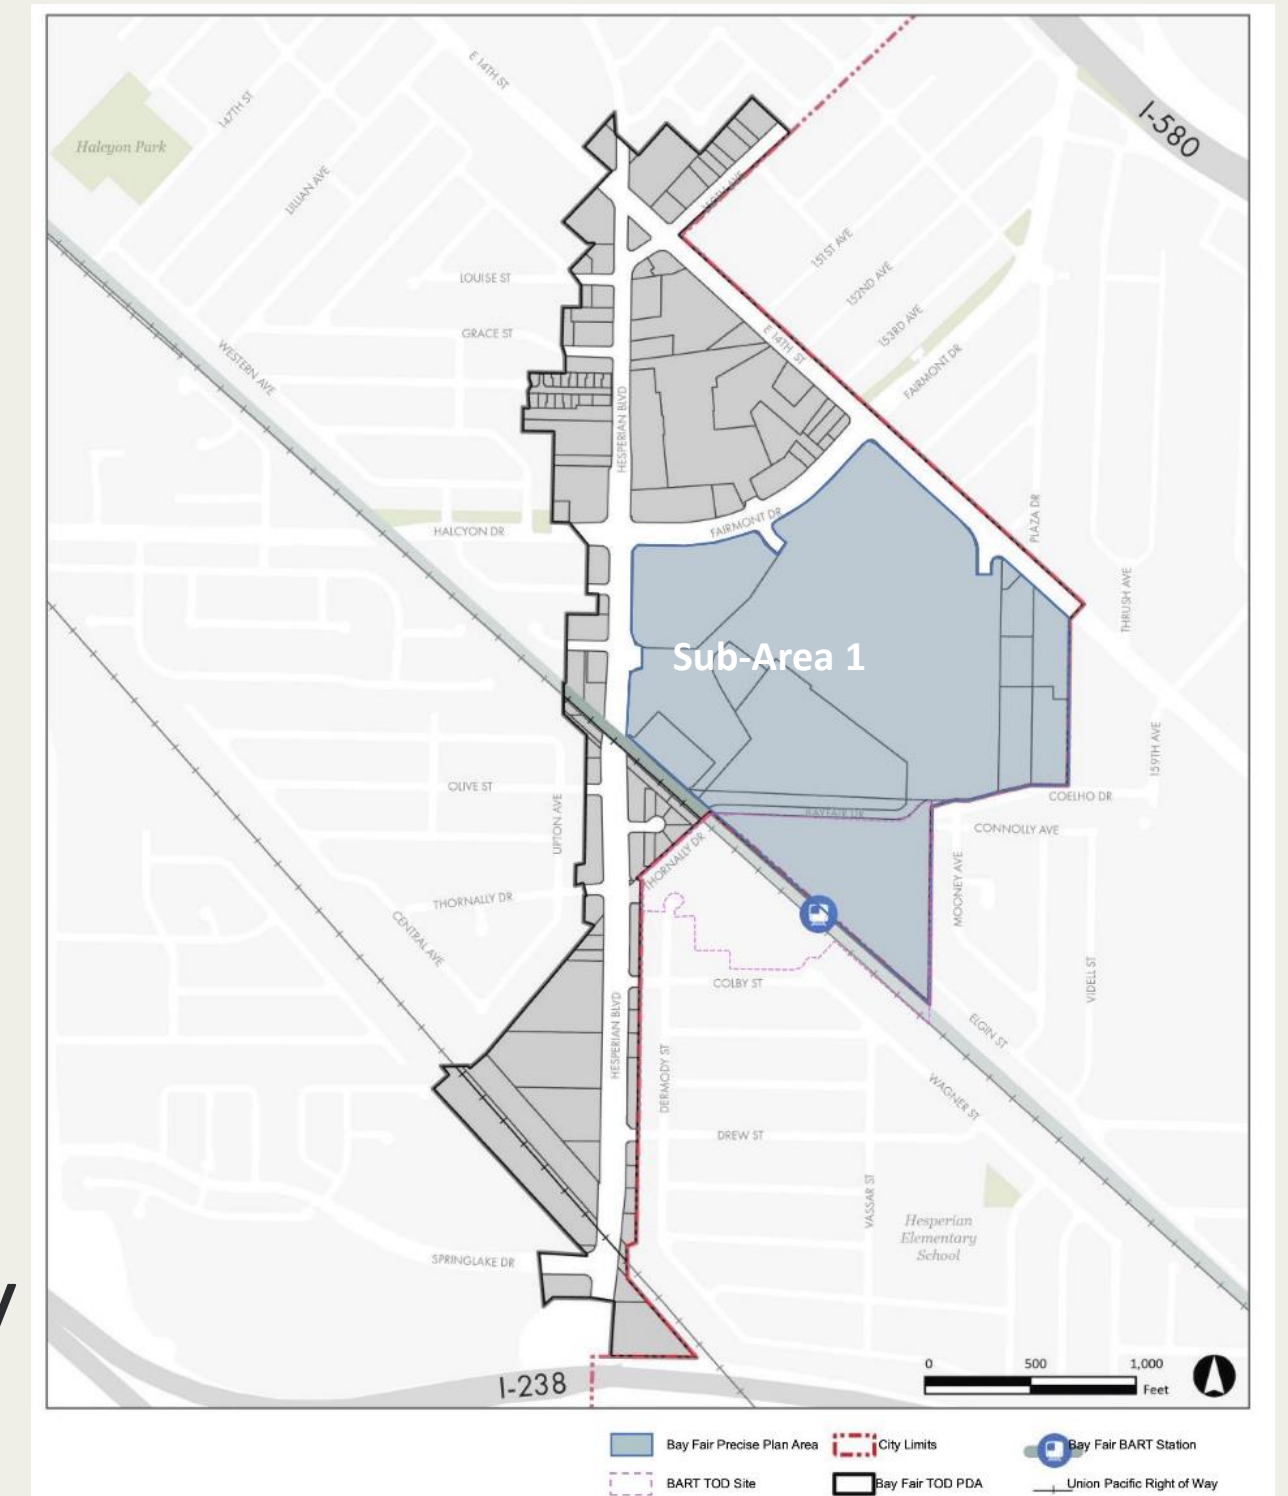 E 14TH ST
I-580
147TH ST
Halcyon Park
LILLIAN AVE
150TH AVE
151ST AVE
LOUISE ST
152ND AVE
GRACE ST
153RD AVE
E 14TH ST
WESTERN AVE
FAIRMONT DR
HESPERIAN BLVD
HALCYON DR
FAIRMONT DR
PLAZA DR
THRUSH AVE
Sub-Area 1
159TH AVE
OLIVE ST
COELHO DR
UPTON AVE
BAYFAIR DR
CONNOLLY AVE
THORNALLY DR
MOONEY AVE
THORNALLY DR
CENTRAL AVE
COLBY ST
VIDELL ST
HESPERIAN BLVD
ELGIN ST
DERMODY ST
WAGNER ST
DREW ST
VASSAR ST
Hesperian
Elementary
School
SPRINGLAKE DR
y
0 500 1,000
Feet
I-238
Bay Fair Precise Plan Area
City Limits
Bay Fair BART Station
BART TOD Site
Bay Fair TOD PDA
Union Pacific Right of Way